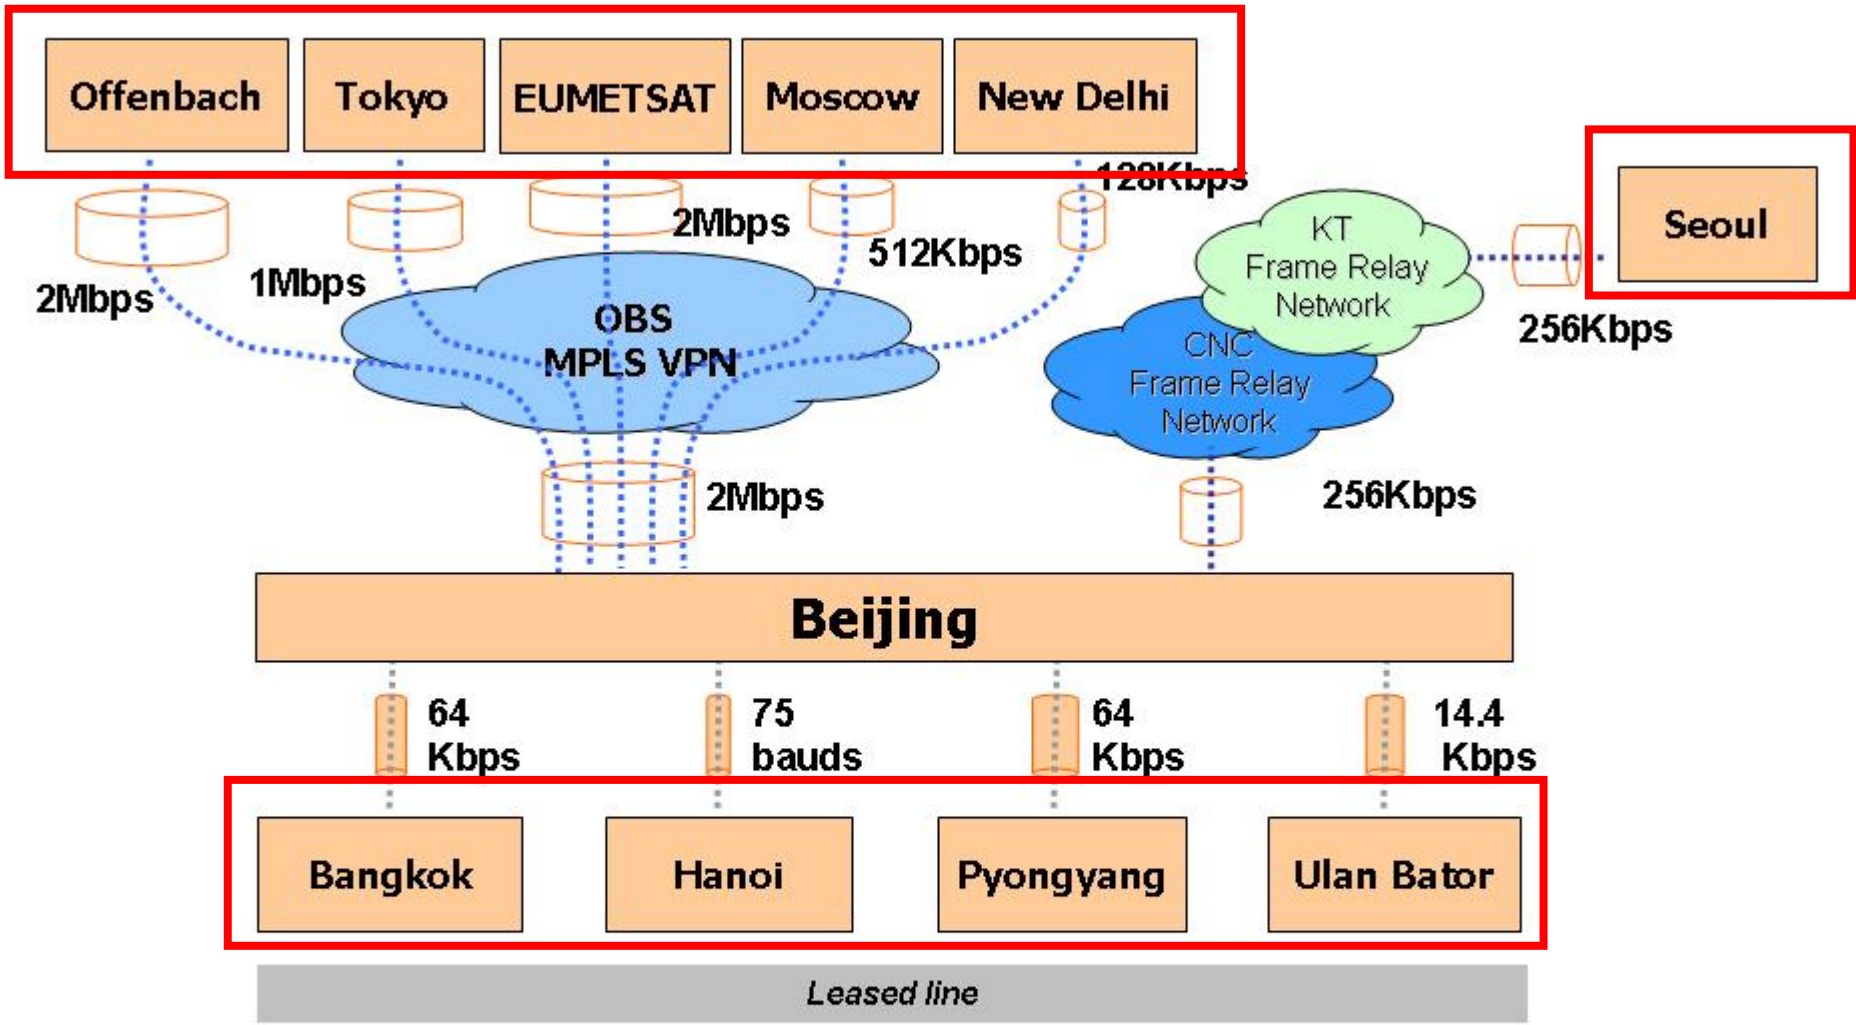 Offenbach
Tokyo
EUMETSAT
Moscow
New Delhi
128Kbps
Seoul
2Mbps
1Mbps
2Mbps
512Kbps
KT
Frame Relay
Network
256Kbps
OBS
MPLS VPN
CNC
Frame Relay
Network
2Mbps
256Kbps
Beijing
64
Kbps
75
bauds
64
Kbps
14.4
Kbps
Bangkok
Hanoi
Pyongyang
Ulan Bator
Leased line